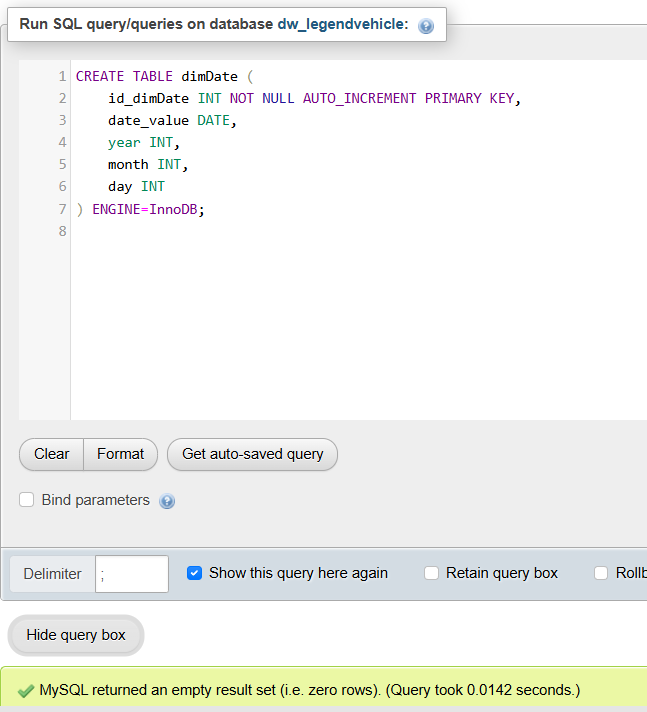 Run SQL query/queries on database dw_legendvehicle:
1 CREATE TABLE dimDate (
2     id_dimDate INT NOT NULL AUTO_INCREMENT PRIMARY KEY,
3     date_value DATE,
4     year INT,
5     month INT,
6     day INT
7 ) ENGINE=InnoDB;
8
Clear Format Get auto-saved query
Bind parameters
Delimiter ; Show this query here again Retain query box Rollb
Hide query box
MySQL returned an empty result set (i.e. zero rows). (Query took 0.0142 seconds.)